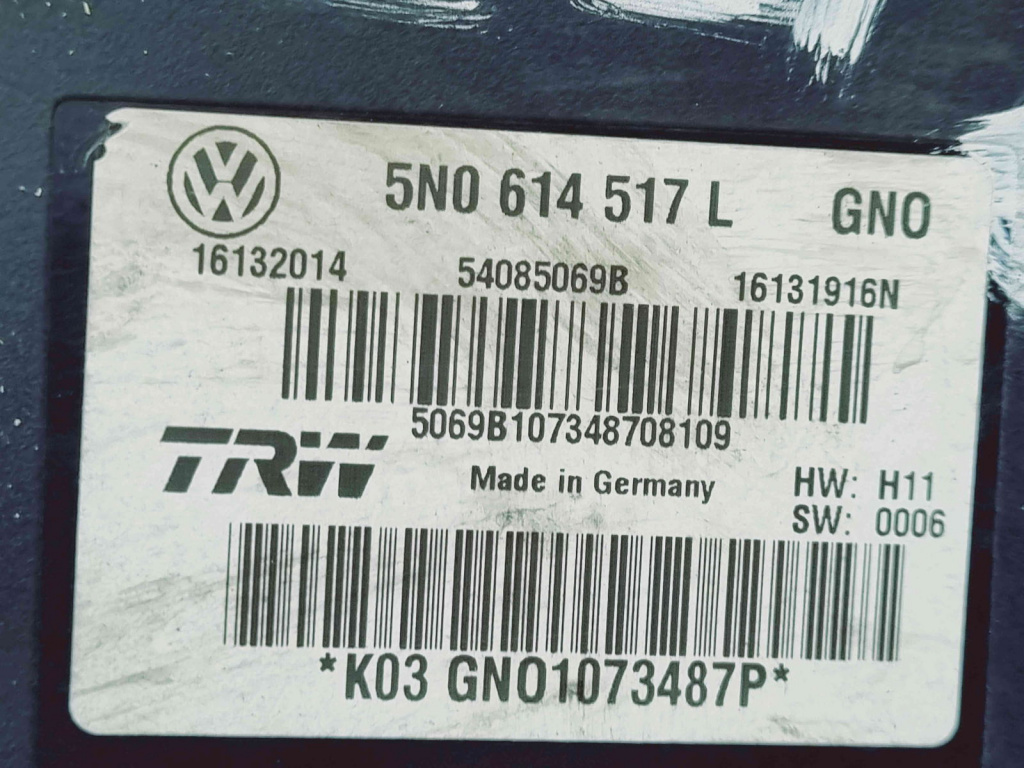 5N0 614 517 L GNO
16132014 54085069B 16131916N
5069B107348708109
TRW Made in Germany HW: H11
SW: 0006
*K03 GNO1073487P*